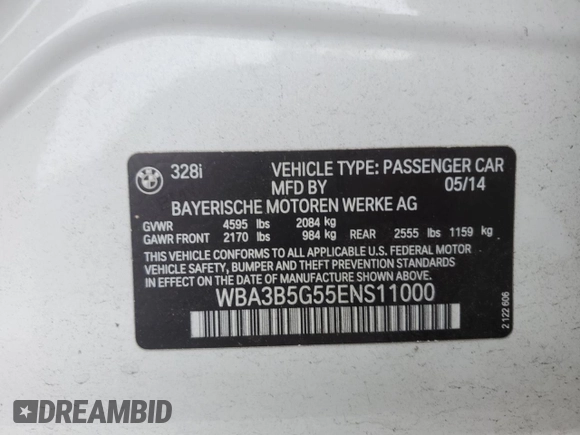 BMW
328i
VEHICLE TYPE: PASSENGER CAR
MFD BY 05/14
BAYERISCHE MOTOREN WERKE AG
GVWR 4595 lbs 2084 kg
GAWR FRONT 2170 lbs 984 kg REAR 2555 lbs 1159 kg
THIS VEHICLE CONFORMS TO ALL APPLICABLE U.S. FEDERAL MOTOR
VEHICLE SAFETY, BUMPER AND THEFT PREVENTION STANDARDS IN
EFFECT ON THE DATE OF MANUFACTURE SHOWN ABOVE.
WBA3B5G55ENS11000
2 122 606
DREAMBID